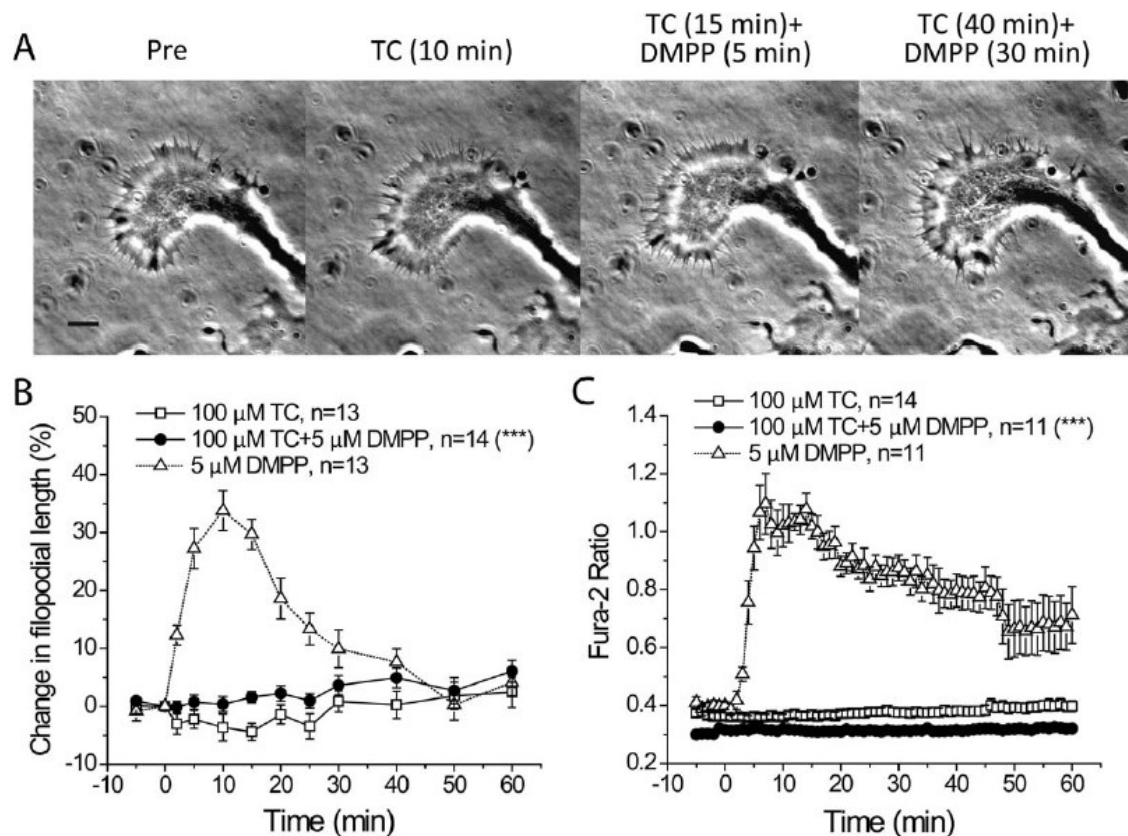 A
Pre
TC (10 min)
TC (15 min)+
DMPP (5 min)
TC (40 min)+
DMPP (30 min)
B
Change in filopodial length (%)
50
40
30
20
10
0
-10
100 μM TC, n=13
100 μM TC+5 μM DMPP, n=14 (***)
5 μM DMPP, n=13
-10 0 10 20 30 40 50 60
Time (min)
C
Fura-2 Ratio
1.4
1.2
1.0
0.8
0.6
0.4
0.2
100 μM TC, n=14
100 μM TC+5 μM DMPP, n=11 (***)
5 μM DMPP, n=11
-10 0 10 20 30 40 50 60
Time (min)